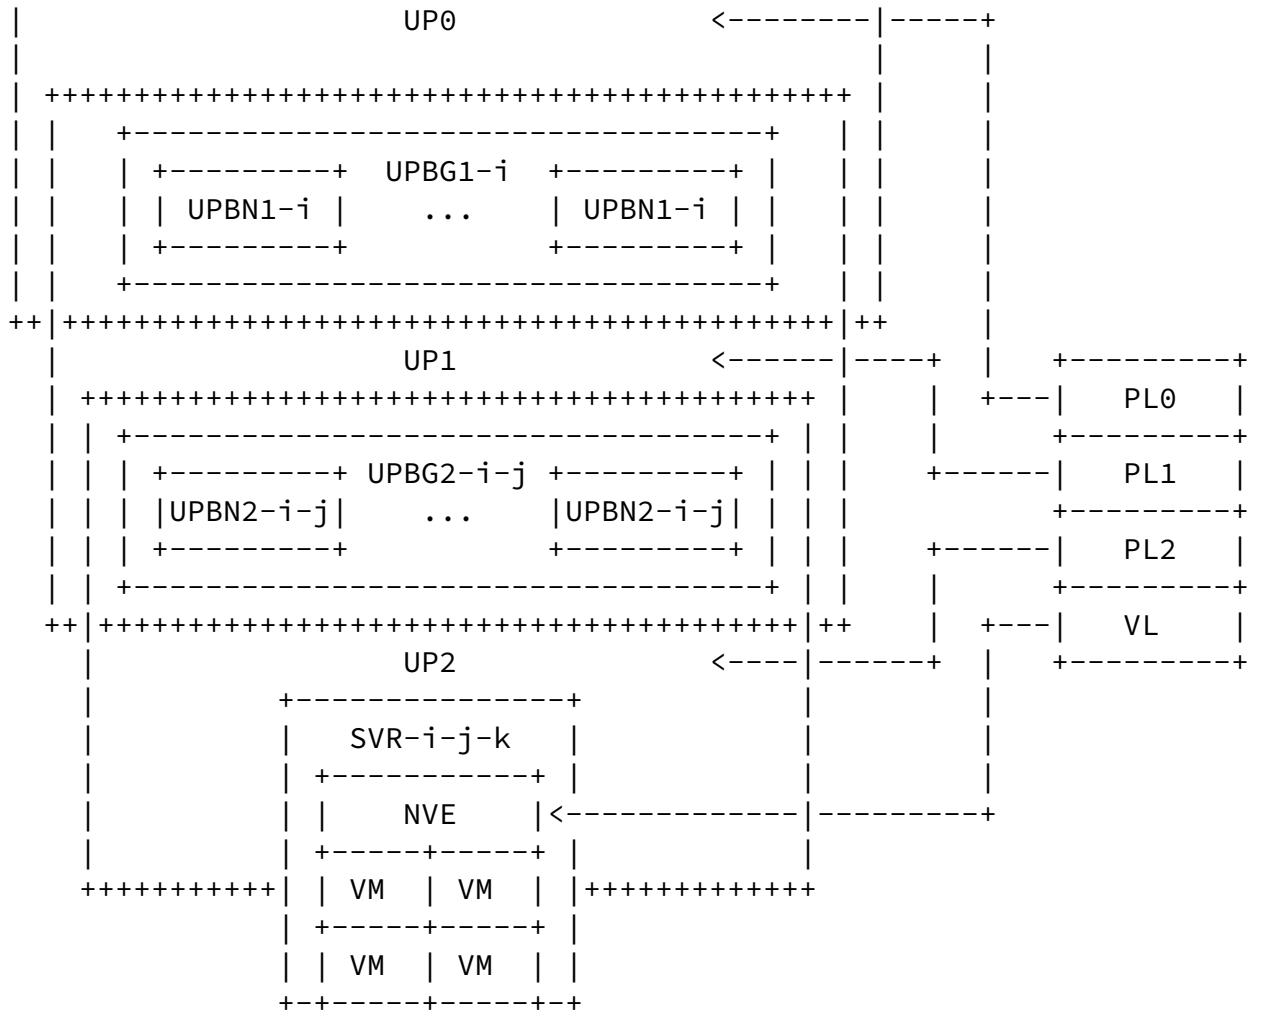 UP0
UPBG1-i
UPBN1-i ... UPBN1-i
UP1
PL0
UPBG2-i-j PL1
UPBN2-i-j ... UPBN2-i-j
PL2
VL
UP2
SVR-i-j-k
NVE
VM VM
VM VM